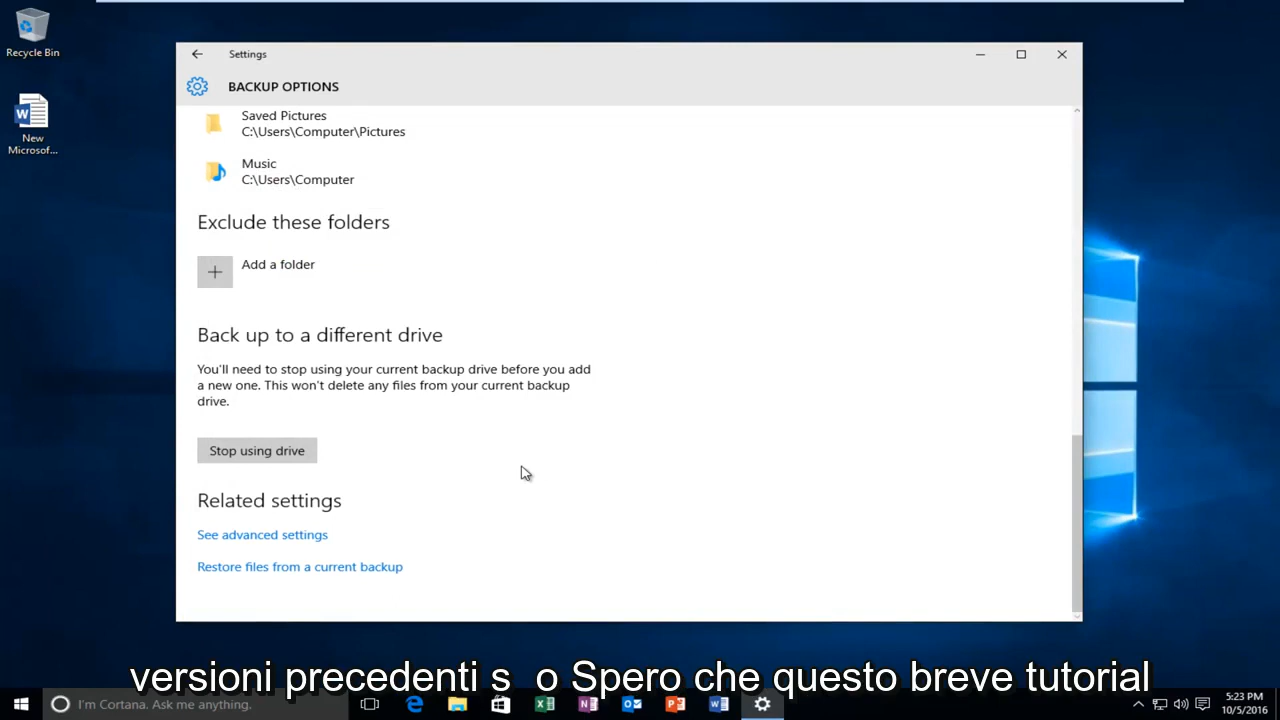 Recycle Bin
New
Microsof...
Settings
BACKUP OPTIONS
Saved Pictures
C:\Users\Computer\Pictures
Music
C:\Users\Computer
Exclude these folders
Add a folder
Back up to a different drive
You'll need to stop using your current backup drive before you add
a new one. This won't delete any files from your current backup
drive.
Stop using drive
Related settings
See advanced settings
Restore files from a current backup
versioni precedenti s o Spero che questo breve tutorial
I'm Cortana. Ask me anything.
5:23 PM
10/5/2016